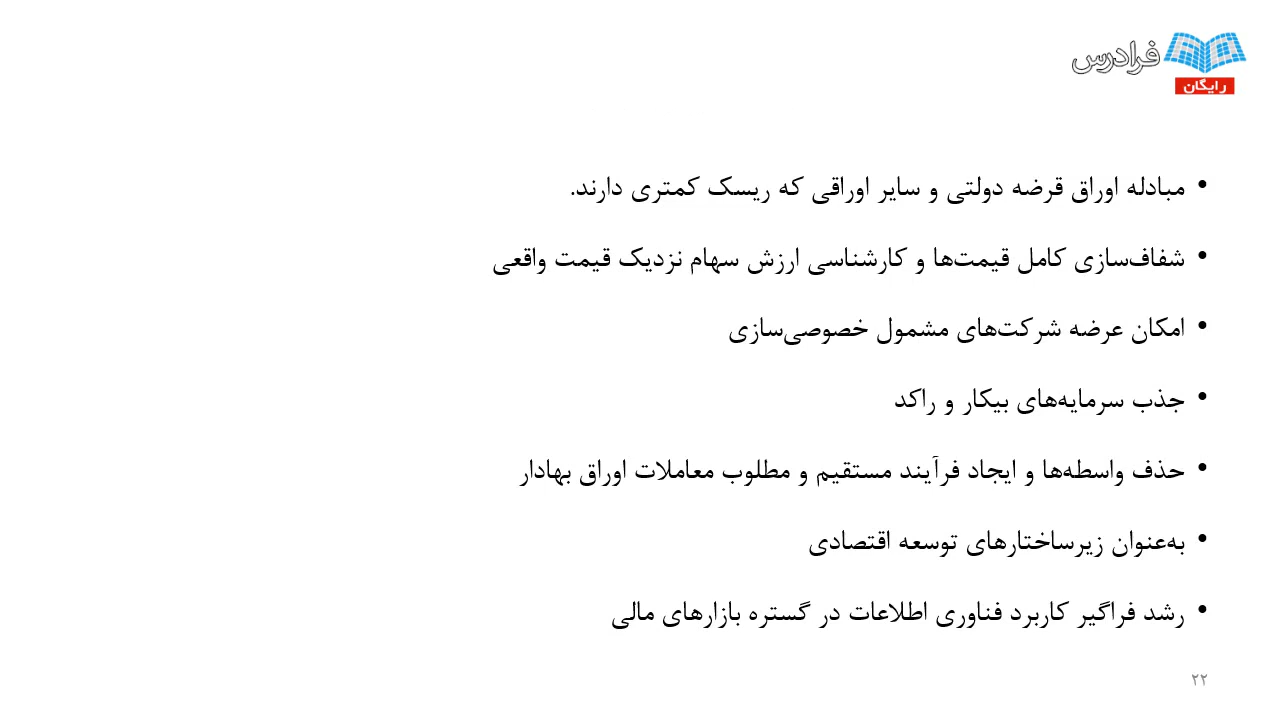 فرادرس
رایگان
• مبادله اوراق قرضه دولتی و سایر اوراقی که ریسک کمتری دارند.
• شفاف‌سازی کامل قیمت‌ها و کارشناسی ارزش سهام نزدیک قیمت واقعی
• امکان عرضه شرکت‌های مشمول خصوصی‌سازی
• جذب سرمایه‌های بیکار و راکد
• حذف واسطه‌ها و ایجاد فرآیند مستقیم و مطلوب معاملات اوراق بهادار
• به‌عنوان زیرساختارهای توسعه اقتصادی
• رشد فراگیر کاربرد فناوری اطلاعات در گستره بازارهای مالی
۲۲